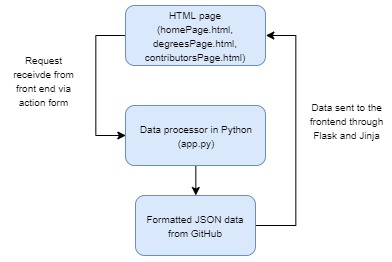 HTML page
(homePage.html,
degreesPage.html,
contributorsPage.html)
Request
receivde from
front end via
action form
Data sent to the
frontend through
Flask and Jinja
Data processor in Python
(app.py)
Formatted JSON data
from GitHub